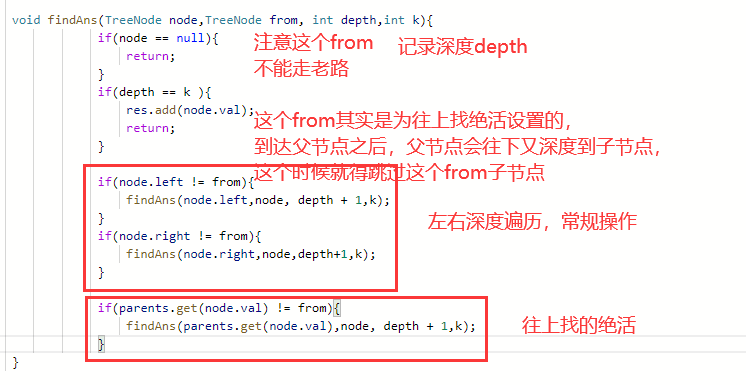 void findAns(TreeNode node,TreeNode from, int depth,int k){
if(node == null){
return;
}
注意这个from
不能走老路
记录深度depth
if(depth == k ){
res.add(node.val);
return;
}
这个from其实是为往上找绝活设置的，
到达父节点之后，父节点会往下又深度到子节点，
这个时候就得跳过这个from子节点
if(node.left != from){
findAns(node.left,node, depth + 1,k);
}
if(node.right != from){
findAns(node.right,node,depth+1,k);
}
左右深度遍历，常规操作
if(parents.get(node.val) != from){
findAns(parents.get(node.val),node, depth + 1,k);
}
往上找的绝活
}